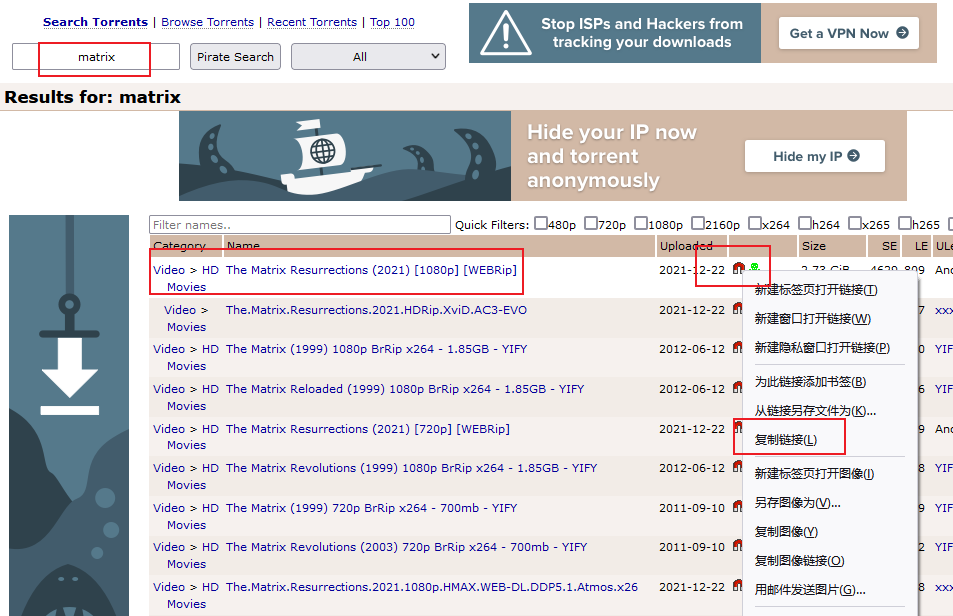 Search Torrents | Browse Torrents | Recent Torrents | Top 100
matrix
Pirate Search
All
Stop ISPs and Hackers from
tracking your downloads
Get a VPN Now
Results for: matrix
Hide your IP now
and torrent
anonymously
Hide my IP
Filter names..
Quick Filters: 480p 720p 1080p 2160p x264 h264 x265 h265
Category Name Uploaded Size SE LE ULe
Video > HD The Matrix Resurrections (2021) [1080p] [WEBRip] 2021-12-22 2.73 GiB 4629 809
Movies
Video > The.Matrix.Resurrections.2021.HDRip.XviD.AC3-EVO 2021-12-22 7 xxx
Movies
Video > HD The Matrix (1999) 1080p BrRip x264 - 1.85GB - YIFY 2012-06-12 0 YIF
Movies
Video > HD The Matrix Reloaded (1999) 1080p BrRip x264 - 1.85GB - YIFY 2012-06-12 6 YIF
Movies
Video > HD The Matrix Resurrections (2021) [720p] [WEBRip] 2021-12-22 9
Movies
Video > HD The Matrix Revolutions (1999) 1080p BrRip x264 - 1.85GB - YIFY 2012-06-12 8 YIF
Movies
Video > HD The Matrix (1999) 720p BrRip x264 - 700mb - YIFY 2011-09-10 8 YIF
Movies
Video > HD The Matrix Revolutions (2003) 720p BrRip x264 - 700mb - YIFY 2011-09-10 2 YIF
Movies
Video > HD The.Matrix.Resurrections.2021.1080p.HMAX.WEB-DL.DDP5.1.Atmos.x26 2021-12-22 8 xxx
Movies
新建标签页打开链接(T)
新建窗口打开链接(W)
新建隐私窗口打开链接(P)
为此链接添加书签(B)
从链接另存文件为(K)...
复制链接(L)
新建标签页打开图像(I)
另存图像为(V)...
复制图像(Y)
复制图像链接(O)
用邮件发送图片(G)...